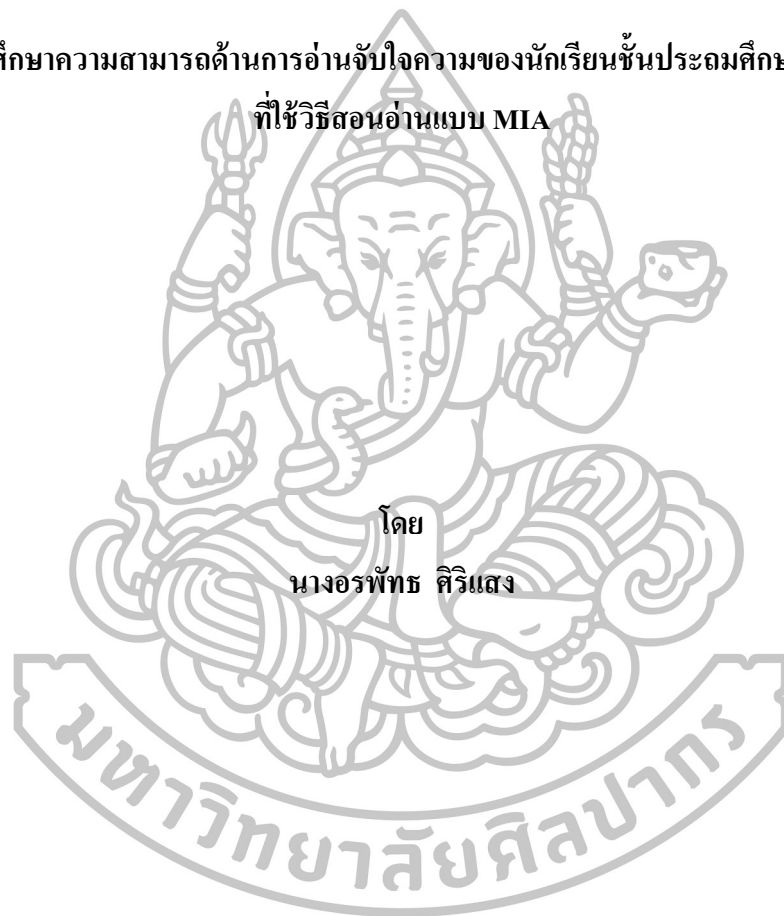 ศึกษาความสามารถด้านการอ่านจับใจความของนักเรียนชั้นประถมศึกษ
ที่ใช้วิธีสอนอ่านแบบ MIA
โดย
นางอรพัทธ ศิริแสง
มหาวิทยาลัยศิลปากร